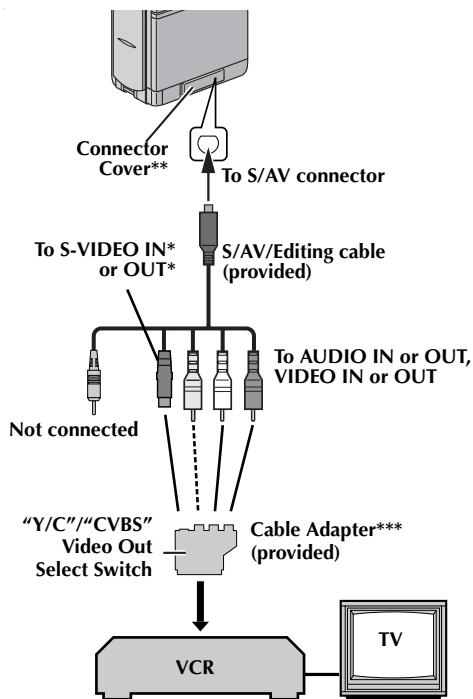 Connector
Cover**
To S/AV connector
To S-VIDEO IN*
or OUT*
S/AV/Editing cable
(provided)
To AUDIO IN or OUT,
VIDEO IN or OUT
Not connected
“Y/C”/“CVBS”
Video Out
Select Switch
Cable Adapter***
(provided)
VCR
TV